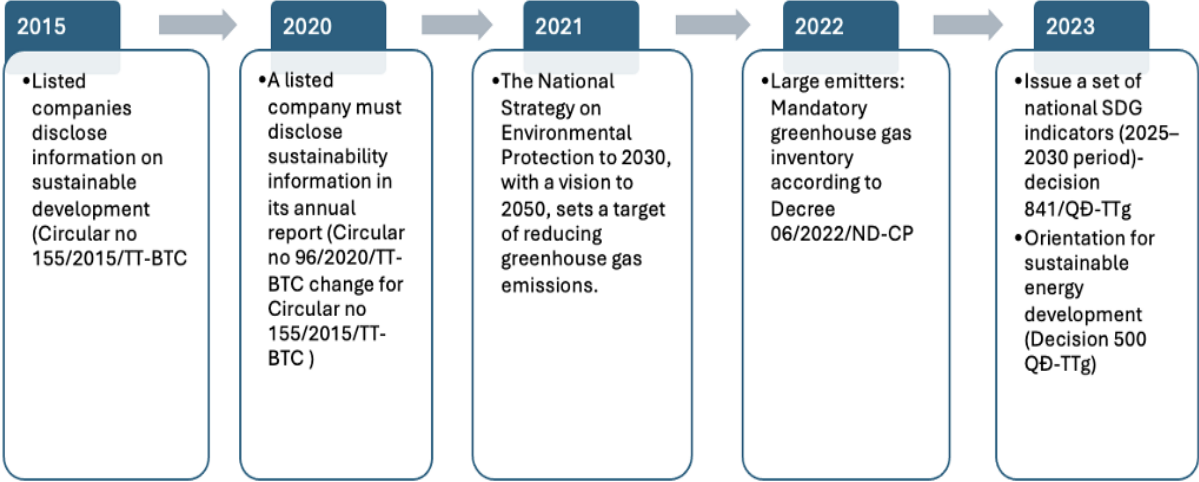 2015
•Listed
companies
disclose
information on
sustainable
development
(Circular no
155/2015/TT-BTC
2020
•A listed
company must
disclose
sustainability
information in
its annual
report (Circular
no 96/2020/TT-
BTC change for
Circular no
155/2015/TT-
BTC )
2021
•The National
Strategy on
Environmental
Protection to 2030,
with a vision to
2050, sets a target
of reducing
greenhouse gas
emissions.
2022
•Large emitters:
Mandatory
greenhouse gas
inventory
according to
Decree
06/2022/ND-CP
2023
•Issue a set of
national SDG
indicators (2025–
2030 period)-
decision
841/QĐ-TTg
•Orientation for
sustainable
energy
development
(Decision 500
QĐ-TTg)